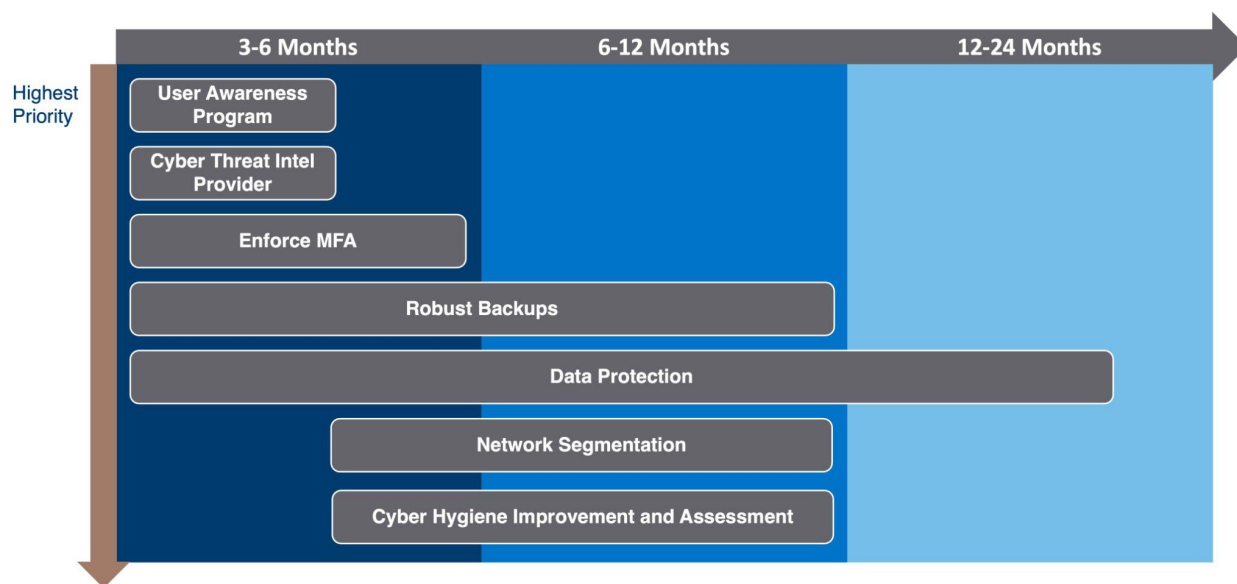 3-6 Months
6-12 Months
12-24 Months
Highest
Priority
User Awareness
Program
Cyber Threat Intel
Provider
Enforce MFA
Robust Backups
Data Protection
Network Segmentation
Cyber Hygiene Improvement and Assessment